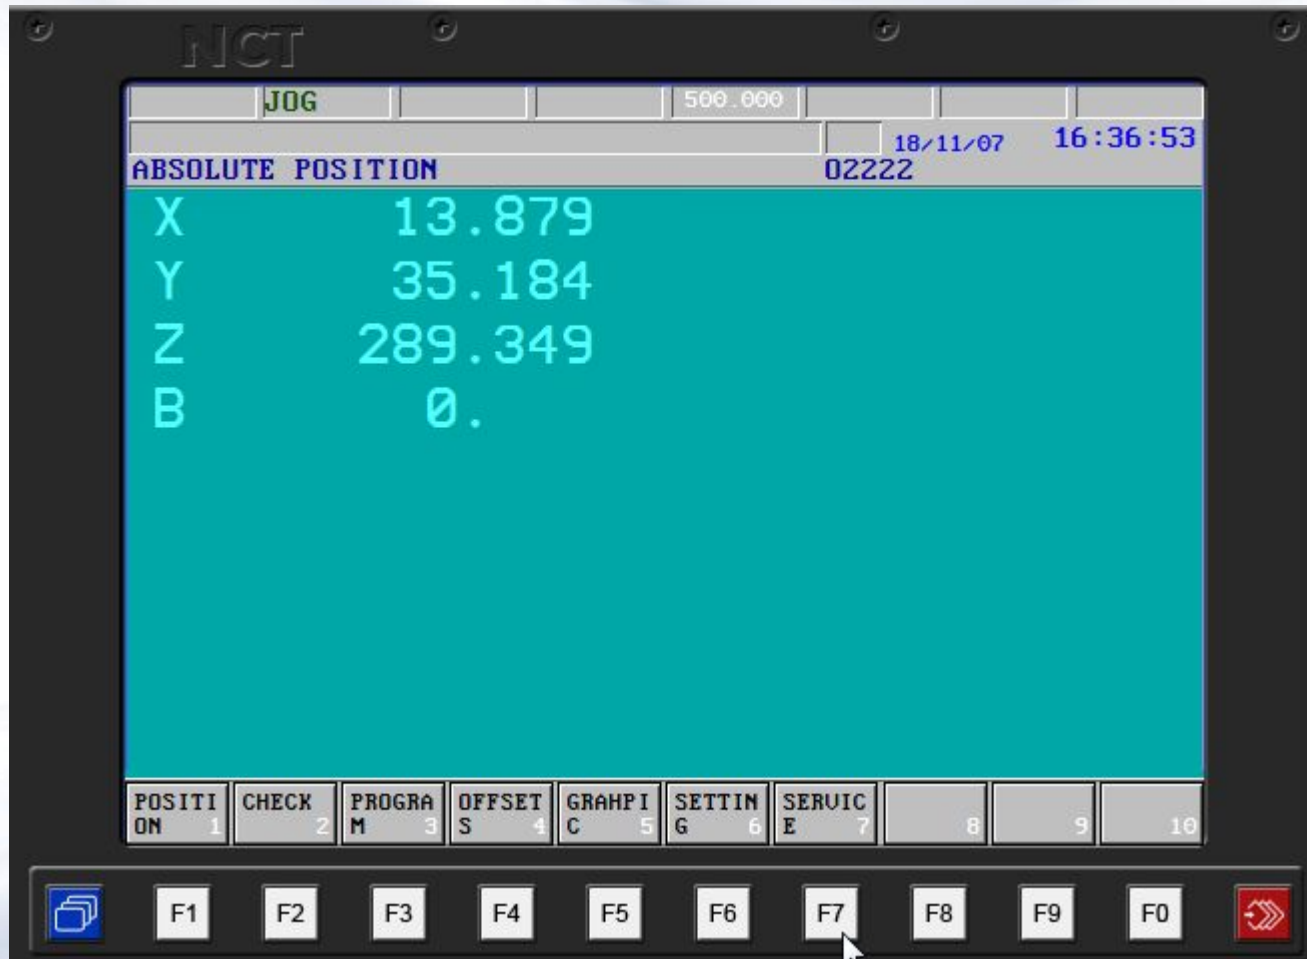 NCT
JOG 500.000
18/11/07 16:36:53
ABSOLUTE POSITION O2222
X 13.879
Y 35.184
Z 289.349
B 0.
POSITI CHECK PROGRA OFFSET GRAHPI SETTIN SERVIC
ON 1 2 M 3 S 4 C 5 G 6 E 7 8 9 10
F1 F2 F3 F4 F5 F6 F7 F8 F9 F0